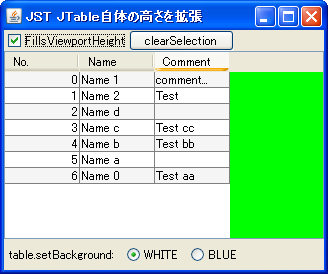 JST JTable自体の高さを拡張
FillsViewportHeight clearSelection
No. Name Comment
0 Name 1 comment...
1 Name 2 Test
2 Name d
3 Name c Test cc
4 Name b Test bb
5 Name a
6 Name 0 Test aa
table.setBackground: WHITE BLUE